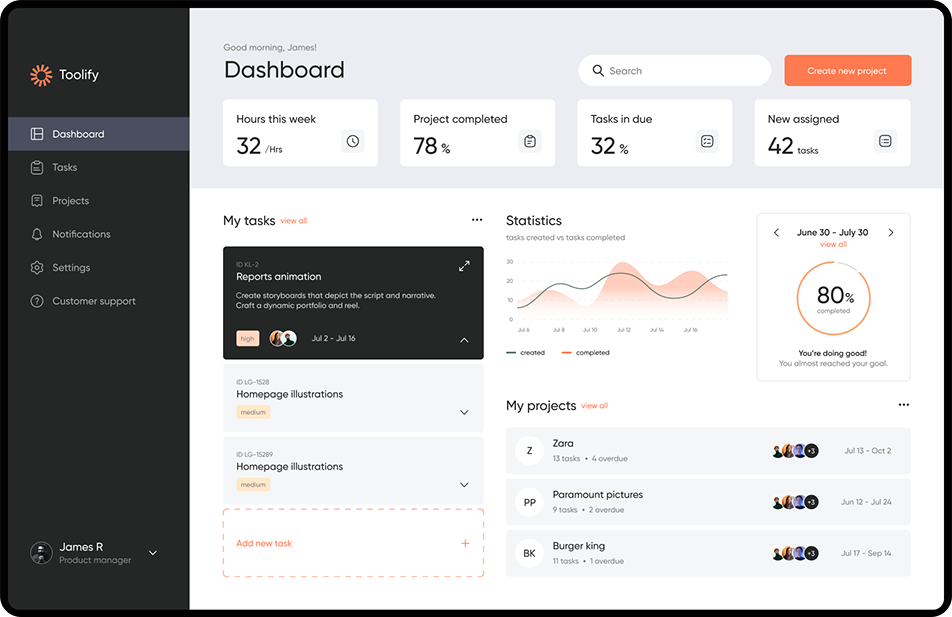 Toolify
Dashboard
Tasks
Projects
Notifications
Settings
Customer support
James R
Product manager
Good morning, James!
Dashboard
Search
Create new project
Hours this week
32 /Hrs
Project completed
78 %
Tasks in due
32 %
New assigned
42 tasks
My tasks view all
ID KL-2
Reports animation
Create storyboards that depict the script and narrative.
Craft a dynamic portfolio and reel.
high
Jul 2 - Jul 16
ID LG-1528
Homepage illustrations
medium
ID LG-15289
Homepage illustrations
medium
Add new task
Statistics
tasks created vs tasks completed
30
20
10
0
Jul 6 Jul 8 Jul 10 Jul 12 Jul 14 Jul 16
created completed
June 30 - July 30
view all
80%
completed
You're doing good!
You almost reached your goal.
My projects view all
Z
Zara
13 tasks • 4 overdue
+3
Jul 13 - Oct 2
PP
Paramount pictures
9 tasks • 2 overdue
+3
Jun 12 - Jul 24
BK
Burger king
11 tasks • 1 overdue
+3
Jul 17 - Sep 14